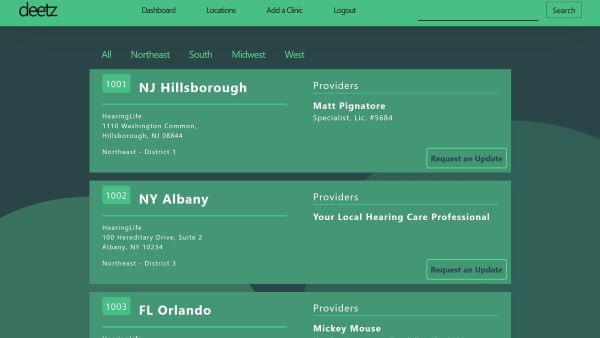 deetz
Dashboard Locations Add a Clinic Logout Search
All Northeast South Midwest West
1001 NJ Hillsborough
HearingLife
1110 Washington Common,
Hillsborough, NJ 08844
Northeast - District 1
Providers
Matt Pignatore
Specialist, Lic. #5684
Request an Update
1002 NY Albany
HearingLife
100 Hereditary Drive, Suite 2
Albany, NY 10234
Northeast - District 3
Providers
Your Local Hearing Care Professional
Request an Update
1003 FL Orlando
Providers
Mickey Mouse